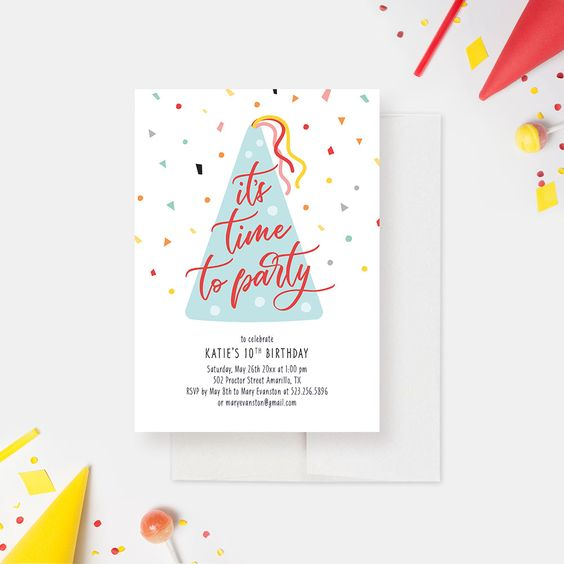 it's
time
to party
to celebrate
KATIE'S 10TH BIRTHDAY
Saturday, May 26th 20xx at 1:00 pm
502 Proctor Street Amarillo, TX
RSVP by May 8th to Mary Evanston at 523.256.5896
or maryevanston@gmail.com